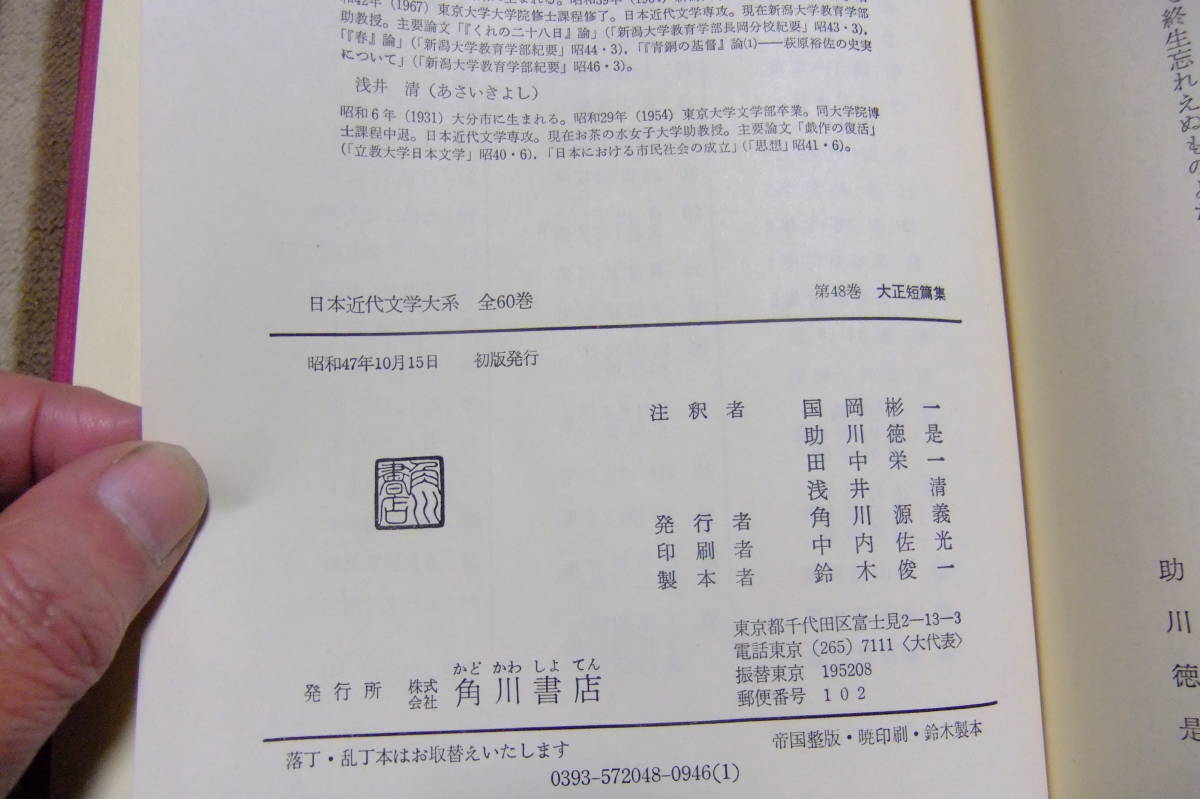 和42年（1967）東京大学大学院修士課程修了。日本近代文学専攻。現在新潟大学教育学部
助教授。主要論文「『くれの二十八日』論」（「新潟大学教育学部長岡分校紀要」昭43・3），
「『春』論」（「新潟大学教育学部紀要」昭44・3），「『青銅の基督』論⑴――萩原裕佐の史実
について」（「新潟大学教育学部紀要」昭46・3）。
浅井　清（あさいきよし）
昭和6年（1931）大分市に生まれる。昭和29年（1954）東京大学文学部卒業。同大学院博
士課程中退。日本近代文学専攻。現在お茶の水女子大学助教授。主要論文「戯作の復活」
（「立教大学日本文学」昭40・6），「日本における市民社会の成立」（「思想」昭41・6）。
日本近代文学大系　全60巻
第48巻　大正短篇集
昭和47年10月15日　初版発行
注釈者　国岡彬一
助川徳是
田中栄一
浅井　清
発行者　角川源義
印刷者　中内佐光
製本者　鈴木俊一
角川書店
東京都千代田区富士見2―13―3
電話東京（265）7111〈大代表〉
振替東京　195208
郵便番号　102
かどかわしよてん
発行所　株式会社　角川書店
落丁・乱丁本はお取替えいたします
帝国整版・暁印刷・鈴木製本
0393-572048-0946(1)
終生忘れえぬもの
助川徳是